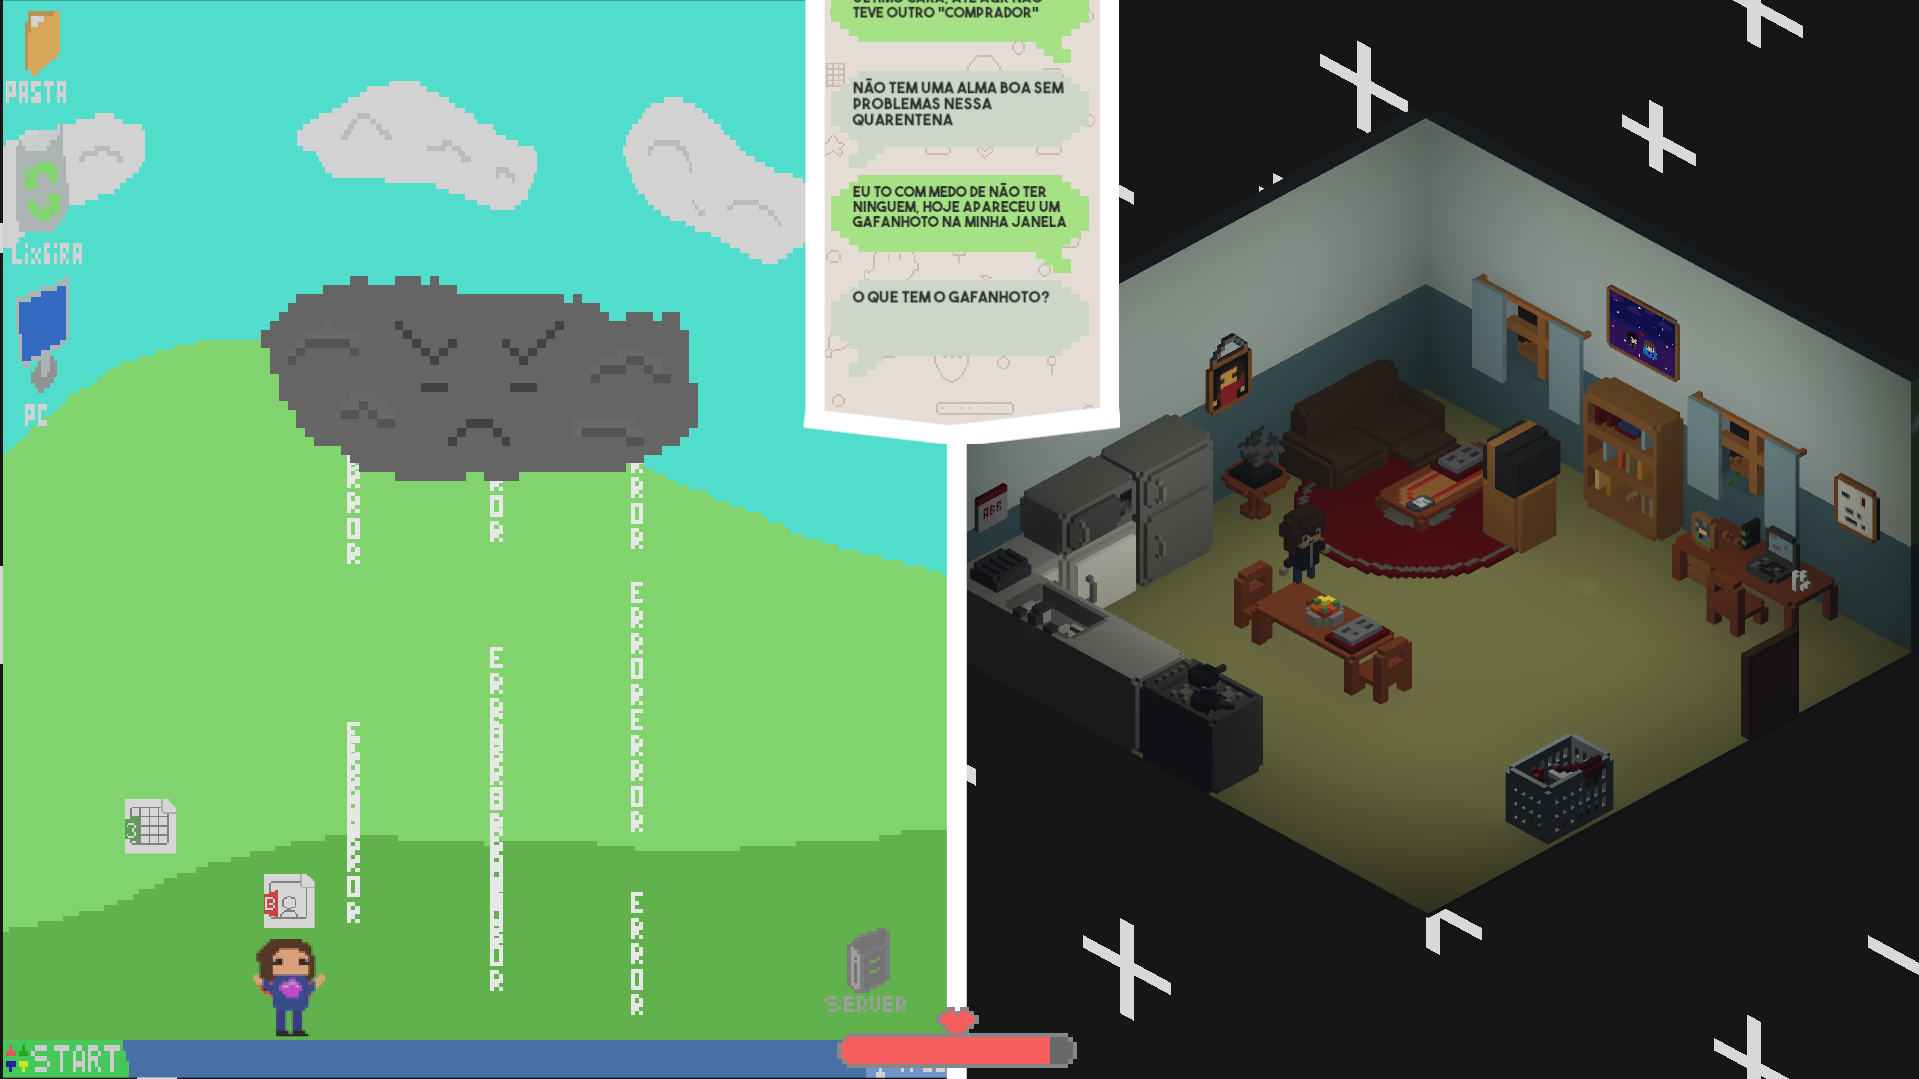 PASTA
LixEiRA
PC
TEVE OUTRO "COMPRADOR"
NÃO TEM UMA ALMA BOA SEM
PROBLEMAS NESSA
QUARENTENA
EU TO COM MEDO DE NÃO TER
NINGUEM, HOJE APARECEU UM
GAFANHOTO NA MINHA JANELA
O QUE TEM O GAFANHOTO?
ERROR
ERROR
ERROR
ERROR
SERVER
START